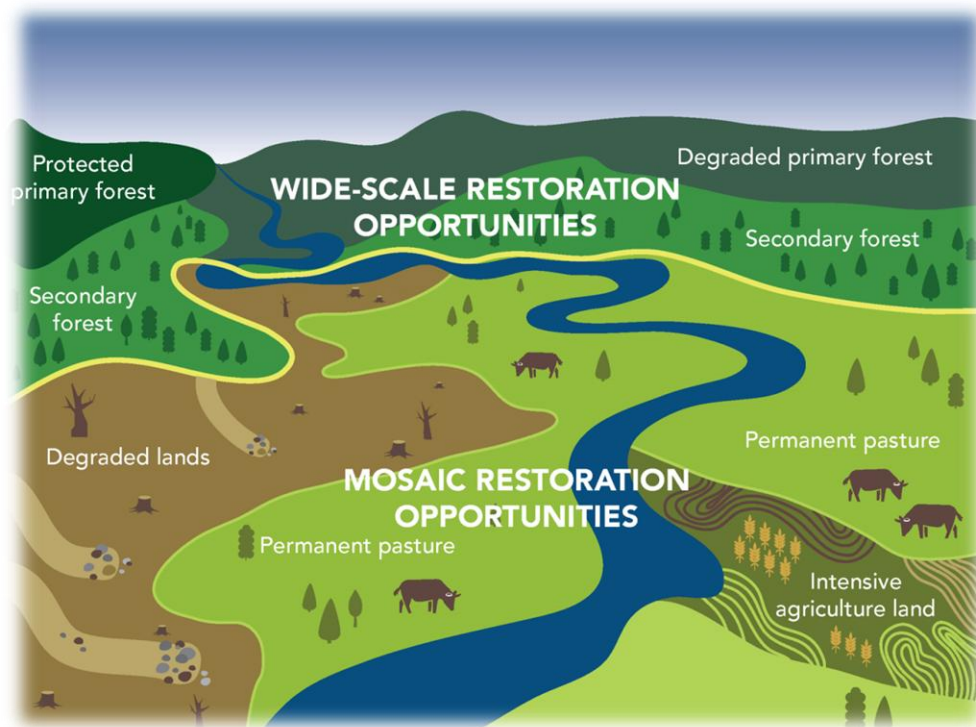 Protected
primary forest
Degraded primary forest
WIDE-SCALE RESTORATION
OPPORTUNITIES
Secondary forest
Secondary
forest
Degraded lands
Permanent pasture
MOSAIC RESTORATION
OPPORTUNITIES
Permanent pasture
Intensive
agriculture land